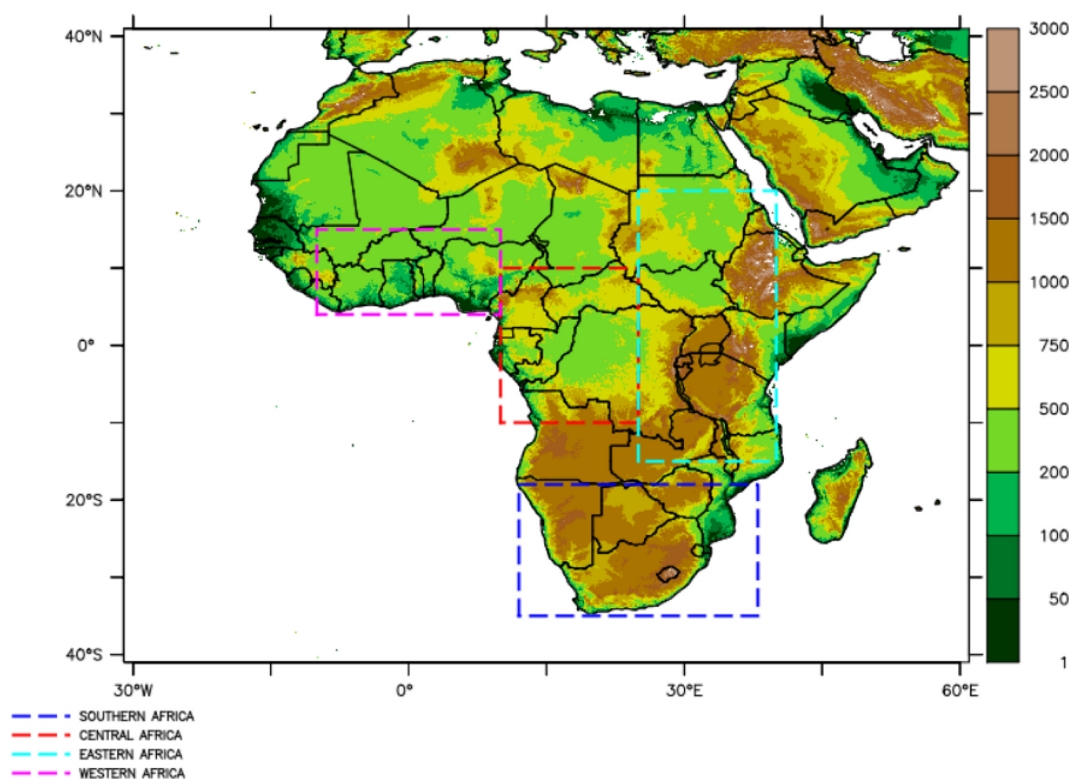 40°N
20°N
0°
20°S
40°S
30°W
0°
30°E
60°E
3000
2500
2000
1500
1000
750
500
200
100
50
1
SOUTHERN AFRICA
CENTRAL AFRICA
EASTERN AFRICA
WESTERN AFRICA